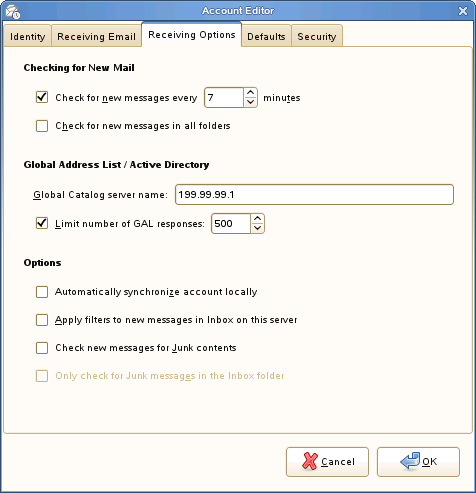 Account Editor
Identity Receiving Email Receiving Options Defaults Security
Checking for New Mail
Check for new messages every 7 minutes
Check for new messages in all folders
Global Address List / Active Directory
Global Catalog server name: 199.99.99.1
Limit number of GAL responses: 500
Options
Automatically synchronize account locally
Apply filters to new messages in Inbox on this server
Check new messages for Junk contents
Only check for Junk messages in the Inbox folder
Cancel OK